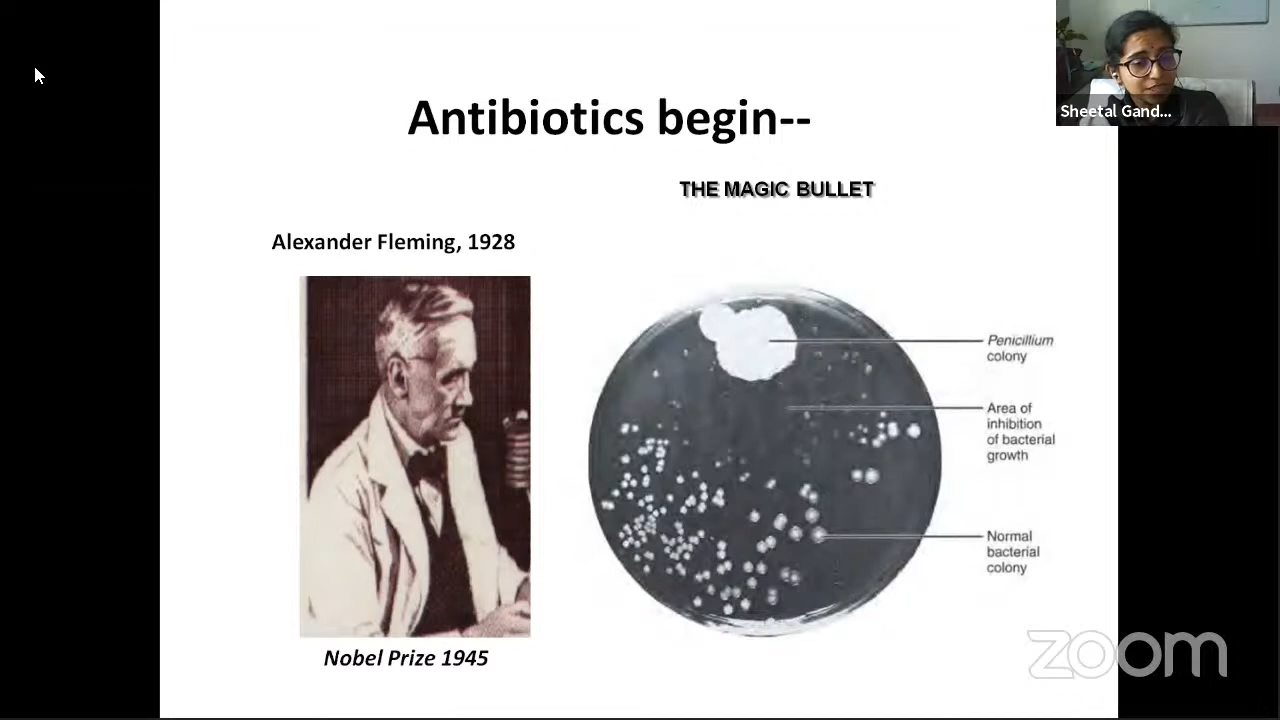 Antibiotics begin--
Sheetal Gand...
THE MAGIC BULLET
Alexander Fleming, 1928
Penicillium
colony
Area of
inhibition
of bacterial
growth
Normal
bacterial
colony
Nobel Prize 1945
zoom